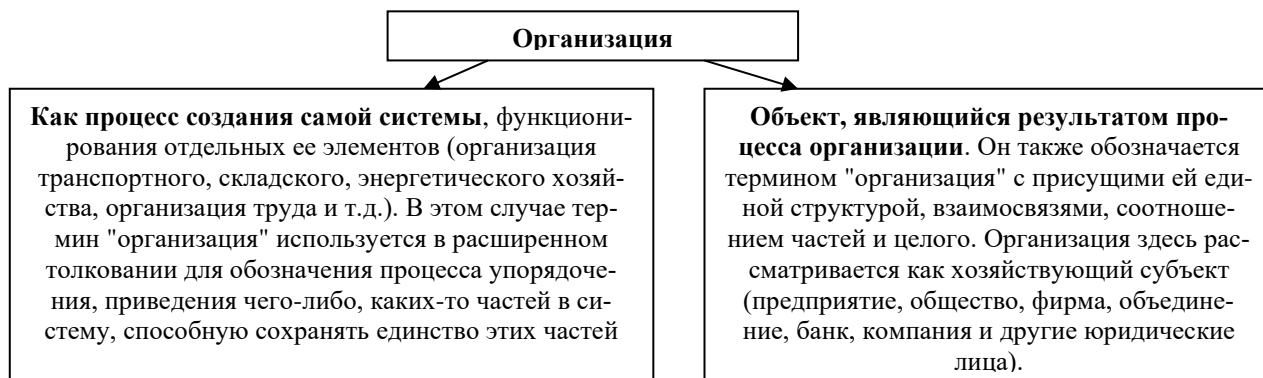 Организация
Как процесс создания самой системы, функциони-
рования отдельных ее элементов (организация
транспортного, складского, энергетического хозяй-
ства, организация труда и т.д.). В этом случае тер-
мин "организация" используется в расширенном
толковании для обозначения процесса упорядоче-
ния, приведения чего-либо, каких-то частей в си-
стему, способную сохранять единство этих частей
Объект, являющийся результатом про-
цесса организации. Он также обозначается
термином "организация" с присущими ей еди-
ной структурой, взаимосвязями, соотноше-
нием частей и целого. Организация здесь рас-
сматривается как хозяйствующий субъект
(предприятие, общество, фирма, объедине-
ние, банк, компания и другие юридические
лица).